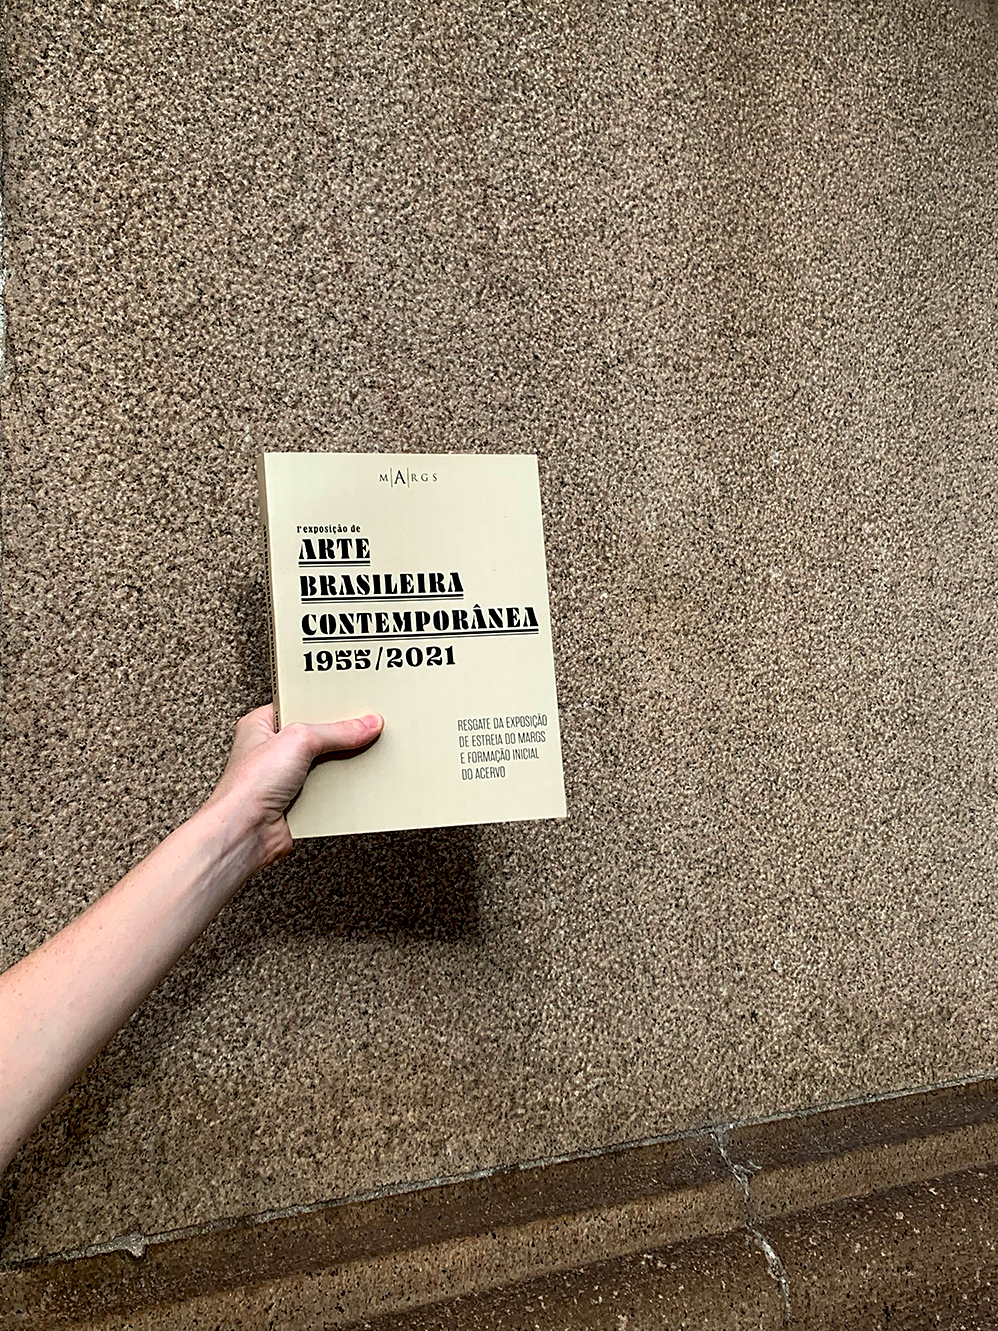 M|A|RGS
1ª exposição de
ARTE
BRASILEIRA
CONTEMPORÂNEA
1955/2021
RESGATE DA EXPOSIÇÃO
DE ESTREIA DO MARGS
E FORMAÇÃO INICIAL
DO ACERVO